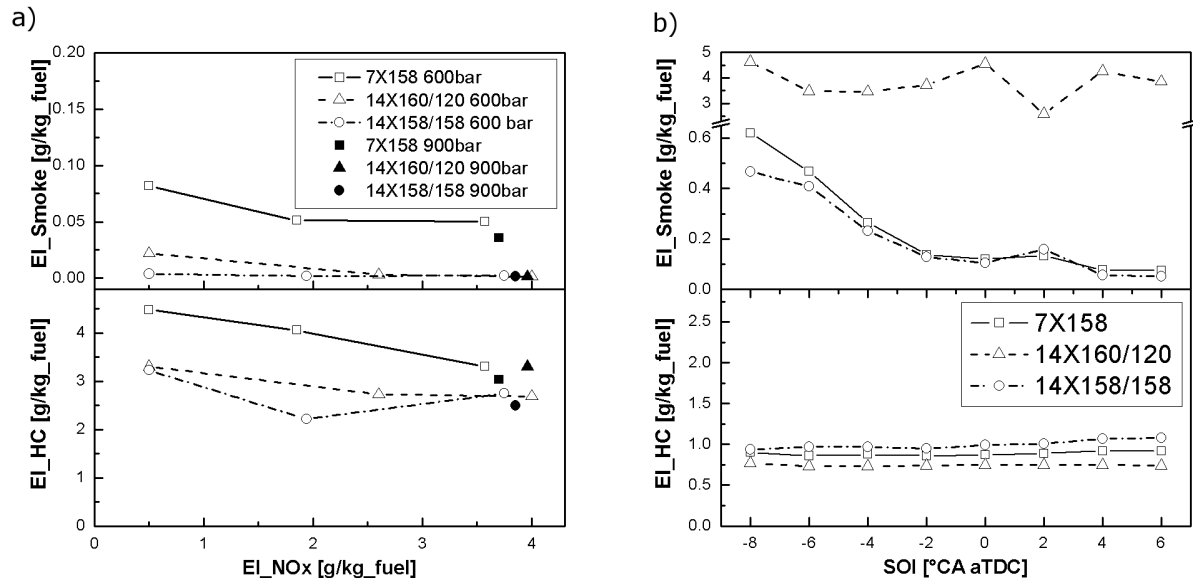 a)
EI_Smoke [g/kg_fuel]
0.20
0.15
0.10
0.05
0.00
7X158 600bar
14X160/120 600bar
14X158/158 600 bar
7X158 900bar
14X160/120 900bar
14X158/158 900bar
EI_HC [g/kg_fuel]
4
3
2
1
0
0 1 2 3 4
EI_NOx [g/kg_fuel]
b)
EI_Smoke [g/kg_fuel]
5
4
3
0.6
0.4
0.2
0.0
EI_HC [g/kg_fuel]
2.5
2.0
1.5
1.0
0.5
0.0
7X158
14X160/120
14X158/158
-8 -6 -4 -2 0 2 4 6
SOI [°CA aTDC]